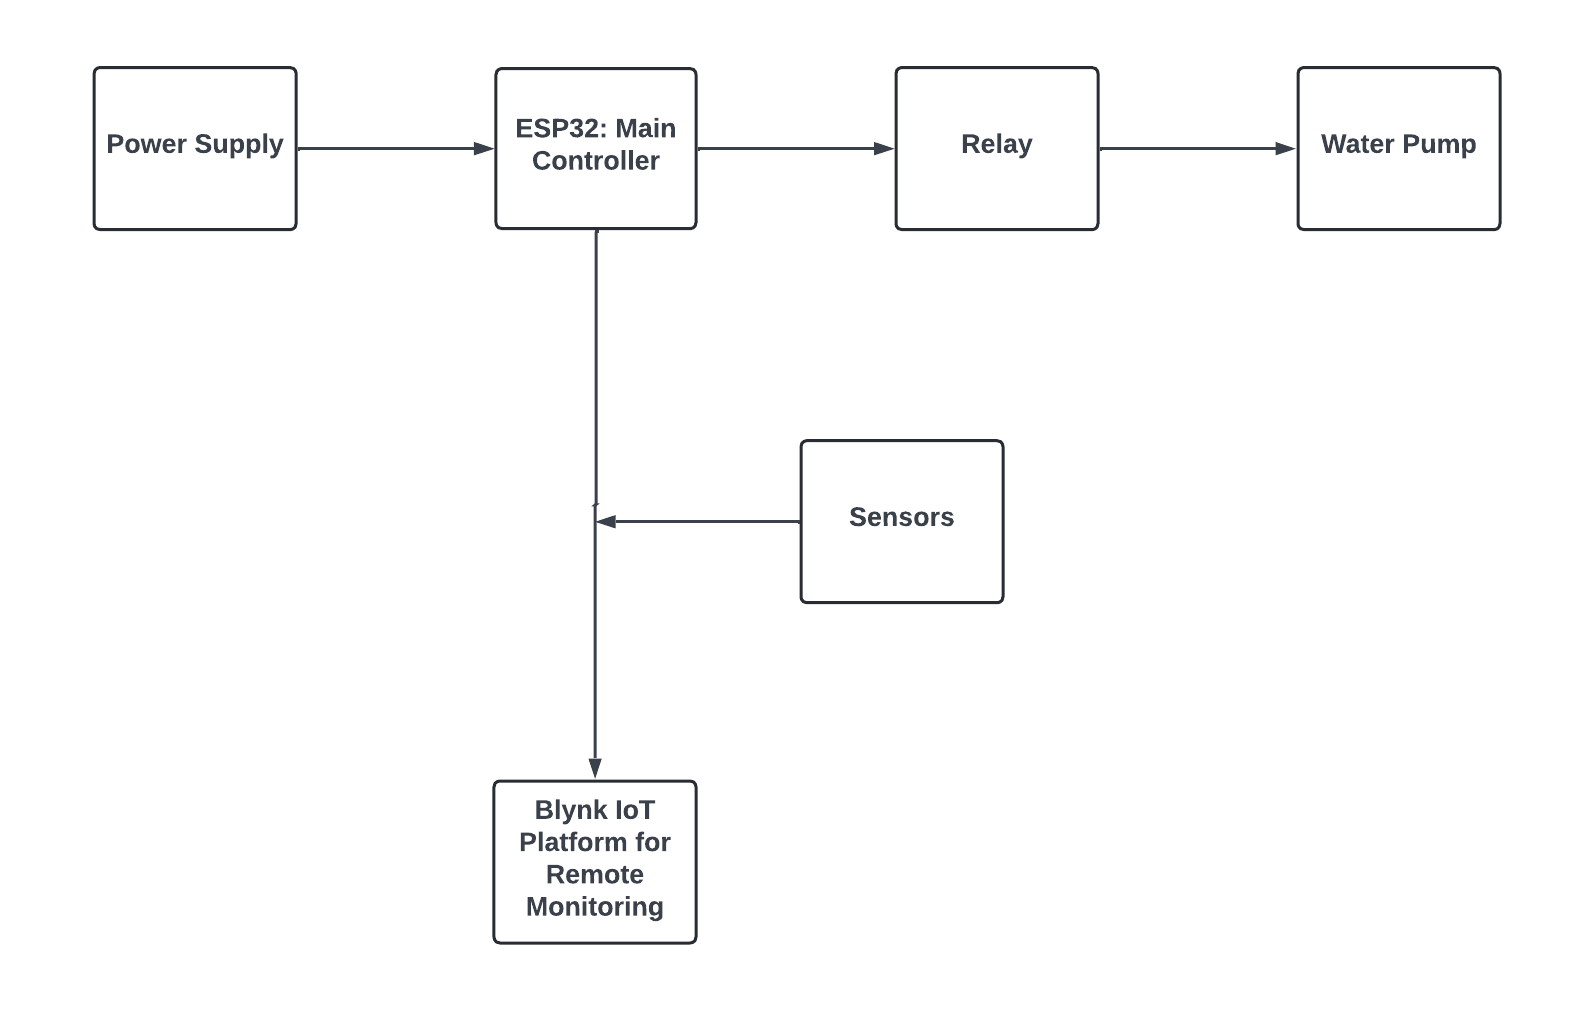 Power Supply
ESP32: Main
Controller
Relay
Water Pump
Sensors
Blynk IoT
Platform for
Remote
Monitoring